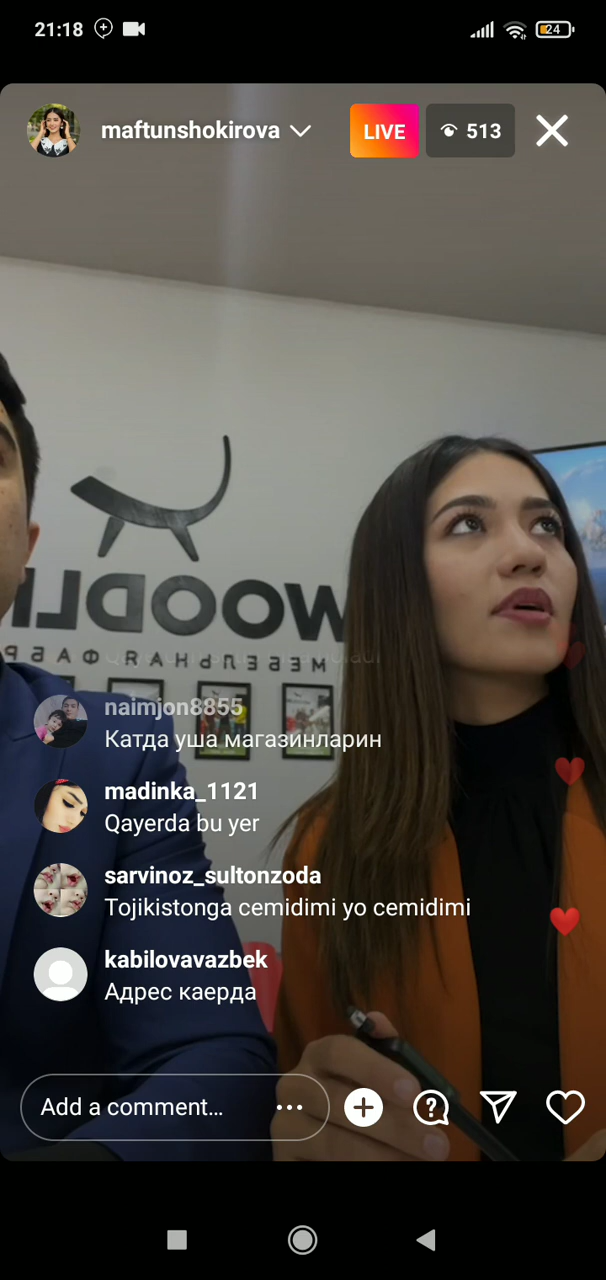 21:18
24
maftunshokirova
LIVE
513
WOODLI
МЕБЕЛЬНАЯ ФАБР
naimjon8855
Катда уша магазинларин
madinka_1121
Qayerda bu yer
sarvinoz_sultonzoda
Tojikistonga cemidimi yo cemidimi
kabilovavazbek
Адрес каерда
Add a comment...